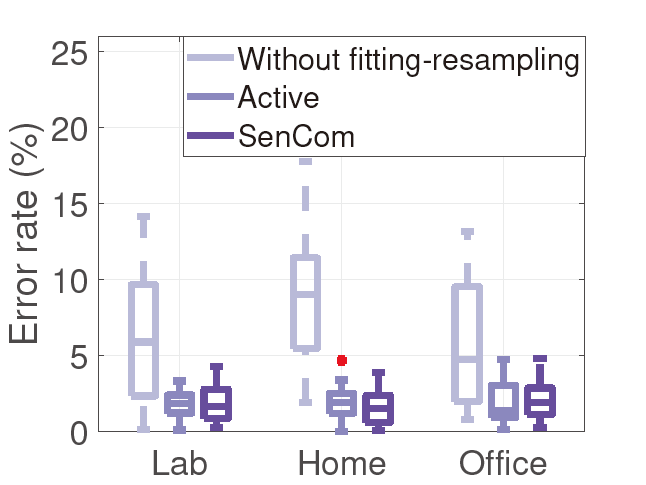 Error rate (%)
25
20
15
10
5
0
Without fitting-resampling
Active
SenCom
Lab Home Office